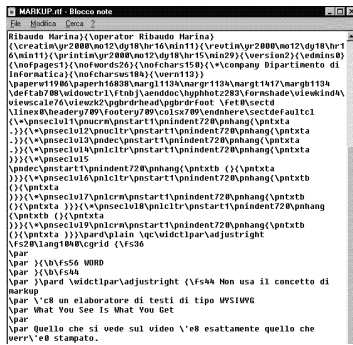 MARKUP.rtf - Blocco note
File Modifica Cerca ?
Ribaudo Marina}{\operator Ribaudo Marina}
{\creatim\yr2000\mo12\dy18\hr16\min11}{\revtim\yr2000\mo12\dy18\hr1
6\min11}{\printim\yr2000\mo12\dy18\hr15\min29}{\version2}{\edmins0}
{\nofpages1}{\nofwords26}{\nofchars150}{\*\company Dipartimento di
Informatica}{\nofcharsws184}{\vern113}}
\paperw11906\paperh16838\margl1134\margr1134\margt1417\margb1134
\deftab708\widowctrl\ftnbj\aenddoc\hyphhotz283\formshade\viewkind4\
viewscale76\viewzk2\pgbrdrhead\pgbrdrfoot \fet0\sectd
\linex0\headery709\footery709\colsx709\endnhere\sectdefaultcl
{\*\pnseclvl1\pnucrm\pnstart1\pnindent720\pnhang{\pntxta
.}}{\*\pnseclvl2\pnucltr\pnstart1\pnindent720\pnhang{\pntxta
.}}{\*\pnseclvl3\pndec\pnstart1\pnindent720\pnhang{\pntxta
.}}{\*\pnseclvl4\pnlcltr\pnstart1\pnindent720\pnhang{\pntxta
)}}{\*\pnseclvl5
\pndec\pnstart1\pnindent720\pnhang{\pntxtb (}{\pntxta
)}}{\*\pnseclvl6\pnlcltr\pnstart1\pnindent720\pnhang{\pntxtb
(}{\pntxta
)}}{\*\pnseclvl7\pnlcrm\pnstart1\pnindent720\pnhang{\pntxtb
(}{\pntxta )}}{\*\pnseclvl8\pnlcltr\pnstart1\pnindent720\pnhang
{\pntxtb (}{\pntxta
)}}{\*\pnseclvl9\pnlcrm\pnstart1\pnindent720\pnhang{\pntxtb
(}{\pntxta )}}\pard\plain \qc\widctlpar\adjustright
\fs20\lang1040\cgrid {\fs36
\par
\par }{\b\fs56 WORD
\par }{\b\fs44
\par }\pard \widctlpar\adjustright {\fs44 Non usa il concetto di
markup
\par \'c8 un elaboratore di testi di tipo WYSIWYG
\par What You See Is What You Get
\par
\par Quello che si vede sul video \'e8 esattamente quello che
verr\'e0 stampato.